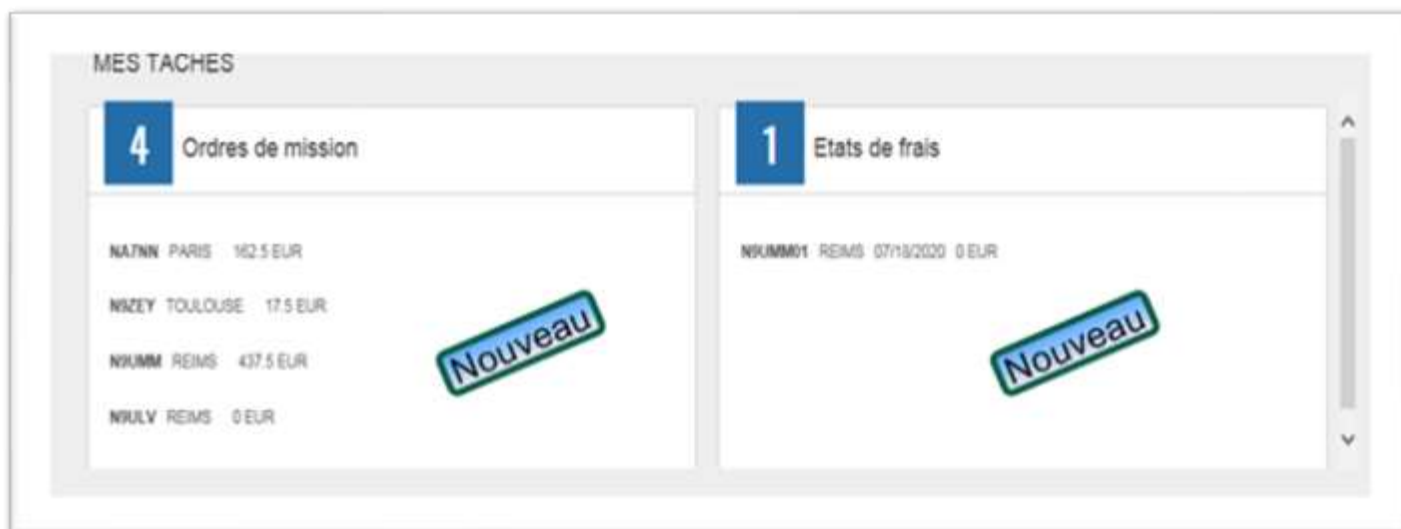 MES TACHES
4 Ordres de mission
NA7NN PARIS 162.5 EUR
N9ZEY TOULOUSE 17.5 EUR
N9UMM REIMS 437.5 EUR
N9ULV REIMS 0 EUR
Nouveau
1 Etats de frais
N9UMM01 REIMS 07/18/2020 0 EUR
Nouveau